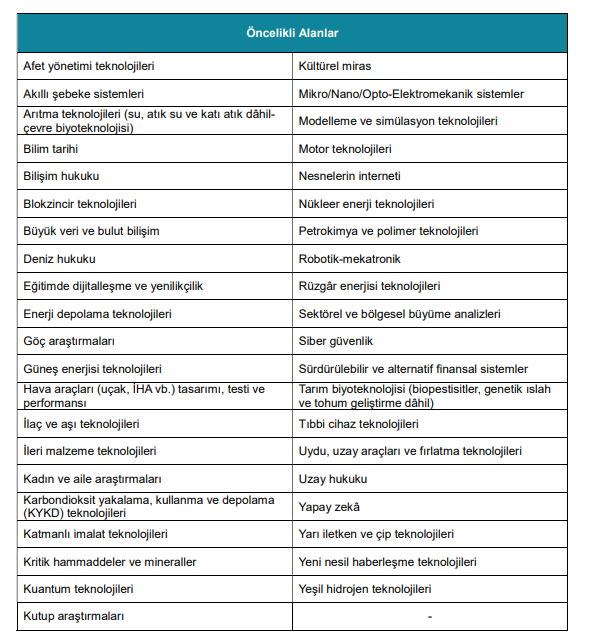 Öncelikli Alanlar
Afet yönetimi teknolojileri
Kültürel miras
Akıllı şebeke sistemleri
Mikro/Nano/Opto-Elektromekanik sistemler
Arıtma teknolojileri (su, atık su ve katı atık dâhil-
çevre biyoteknolojisi)
Modelleme ve simülasyon teknolojileri
Bilim tarihi
Motor teknolojileri
Bilişim hukuku
Nesnelerin interneti
Blokzincir teknolojileri
Nükleer enerji teknolojileri
Büyük veri ve bulut bilişim
Petrokimya ve polimer teknolojileri
Deniz hukuku
Robotik-mekatronik
Eğitimde dijitalleşme ve yenilikçilik
Rüzgâr enerjisi teknolojileri
Enerji depolama teknolojileri
Sektörel ve bölgesel büyüme analizleri
Göç araştırmaları
Siber güvenlik
Güneş enerjisi teknolojileri
Sürdürülebilir ve alternatif finansal sistemler
Hava araçları (uçak, İHA vb.) tasarımı, testi ve
performansı
Tarım biyoteknolojisi (biopestisitler, genetik ıslah
ve tohum geliştirme dâhil)
İlaç ve aşı teknolojileri
Tıbbi cihaz teknolojileri
İleri malzeme teknolojileri
Uydu, uzay araçları ve fırlatma teknolojileri
Kadın ve aile araştırmaları
Uzay hukuku
Karbondioksit yakalama, kullanma ve depolama
(KYKD) teknolojileri
Yapay zekâ
Katmanlı imalat teknolojileri
Yarı iletken ve çip teknolojileri
Kritik hammaddeler ve mineraller
Yeni nesil haberleşme teknolojileri
Kuantum teknolojileri
Yeşil hidrojen teknolojileri
Kutup araştırmaları
-